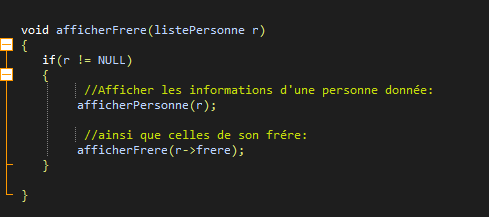 void afficherFrere(listePersonne r)
{
if(r != NULL)
{
//Afficher les informations d'une personne donnée:
afficherPersonne(r);
//ainsi que celles de son frére:
afficherFrere(r->frere);
}
}